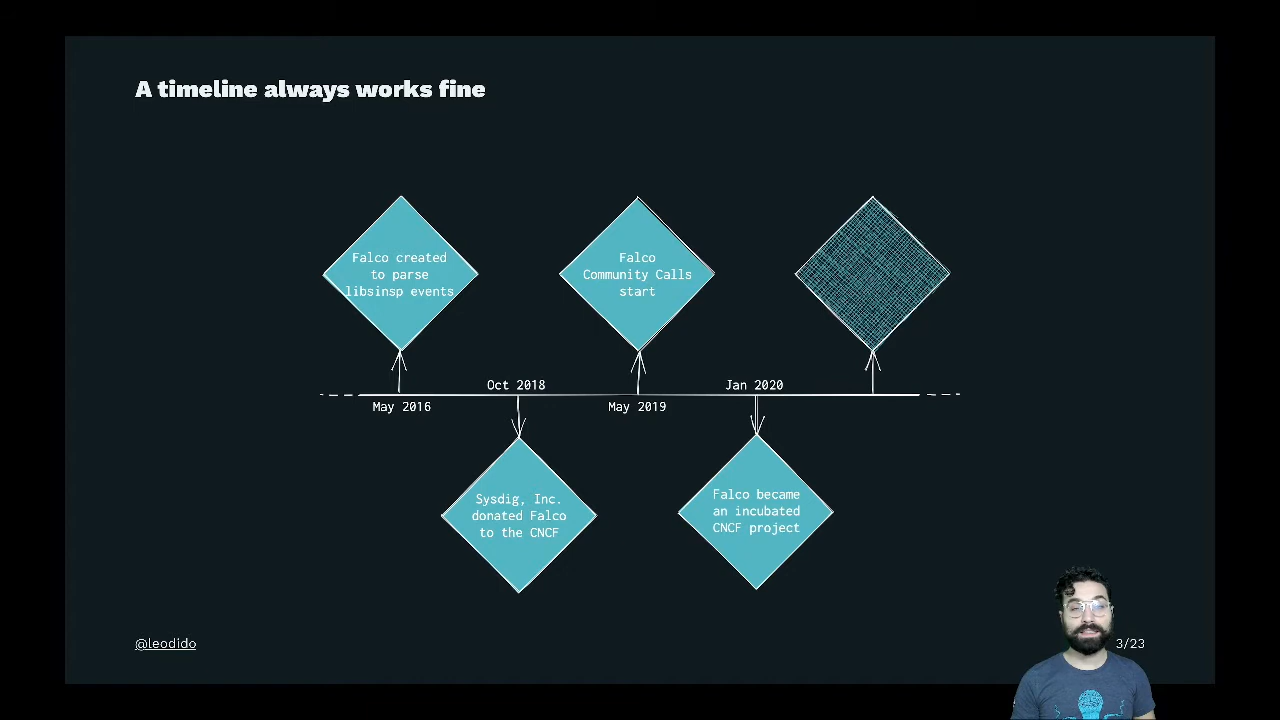 A timeline always works fine
Falco created
to parse
libsinsp events
Falco
Community Calls
start
Oct 2018
Jan 2020
May 2016
May 2019
Sysdig, Inc.
donated Falco
to the CNCF
Falco became
an incubated
CNCF project
@leodido
3/23